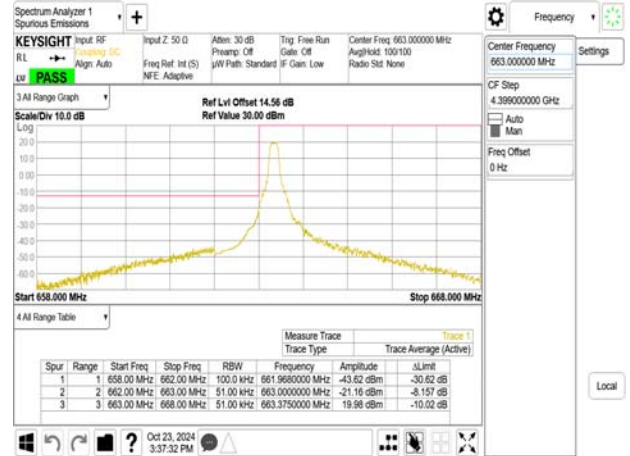 Spectrum Analyzer 1
Spurious Emissions
Frequency
KEYSIGHT
RL
LM PASS
Input: RF
Coupling: DC
Align: Auto
Input Z: 50 Ω
Freq Ref: Int (S)
NFE: Adaptive
Atten: 30 dB
Preamp: Off
µW Path: Standard
Trig: Free Run
Gate: Off
IF Gain: Low
Center Freq: 663.000000 MHz
Avg|Hold: 100/100
Radio Std: None
Center Frequency
663.000000 MHz
Settings
CF Step
4.399000000 GHz
Auto
Man
Freq Offset
0 Hz
3 All Range Graph
Scale/Div 10.0 dB
Ref Lvl Offset 14.56 dB
Ref Value 30.00 dBm
Log
20.0
10.0
0.00
-10.0
-20.0
-30.0
-40.0
-50.0
-60.0
Start 658.000 MHz
Stop 668.000 MHz
4 All Range Table
Measure Trace Trace 1
Trace Type Trace Average (Active)
Spur Range Start Freq Stop Freq RBW Frequency Amplitude ΔLimit
1 1 658.00 MHz 662.00 MHz 100.0 kHz 661.9680000 MHz -43.62 dBm -30.62 dB
2 2 662.00 MHz 663.00 MHz 51.00 kHz 663.0000000 MHz -21.16 dBm -8.157 dB
3 3 663.00 MHz 668.00 MHz 51.00 kHz 663.3750000 MHz 19.98 dBm -10.02 dB
Local
Oct 23, 2024
3:37:32 PM